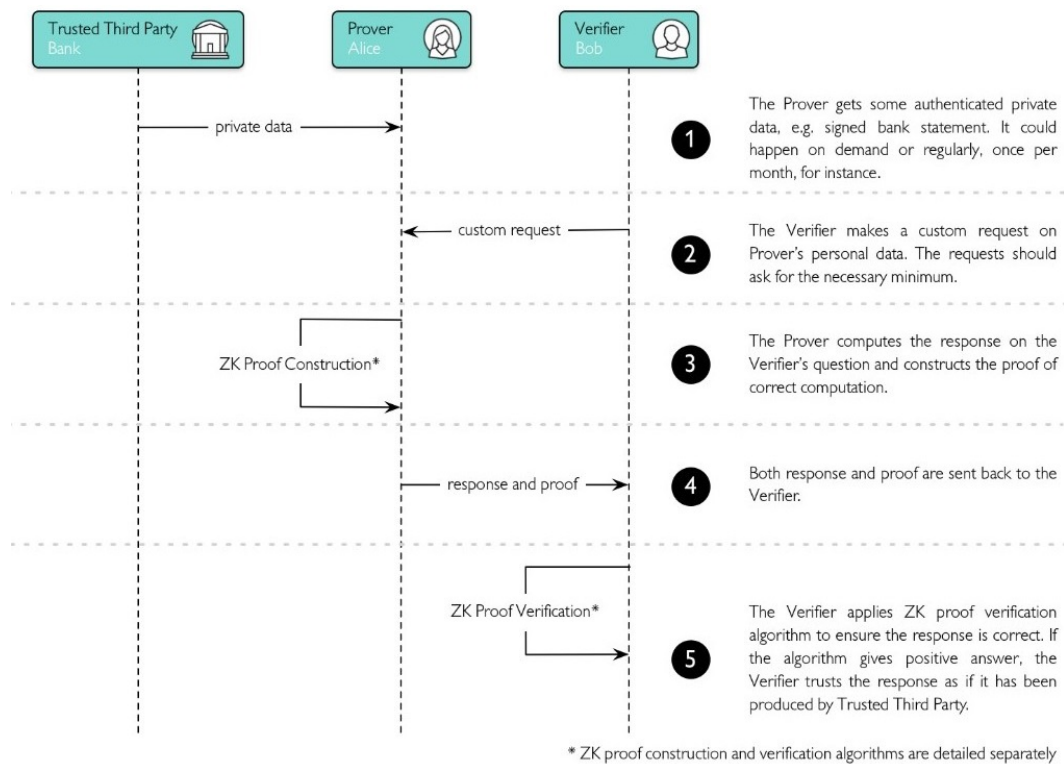 Trusted Third Party
Bank
Prover
Alice
Verifier
Bob
private data
1
The Prover gets some authenticated private
data, e.g. signed bank statement. It could
happen on demand or regularly, once per
month, for instance.
custom request
2
The Verifier makes a custom request on
Prover's personal data. The requests should
ask for the necessary minimum.
ZK Proof Construction*
3
The Prover computes the response on the
Verifier's question and constructs the proof of
correct computation.
response and proof
4
Both response and proof are sent back to the
Verifier.
ZK Proof Verification*
5
The Verifier applies ZK proof verification
algorithm to ensure the response is correct. If
the algorithm gives positive answer, the
Verifier trusts the response as if it has been
produced by Trusted Third Party.
* ZK proof construction and verification algorithms are detailed separately